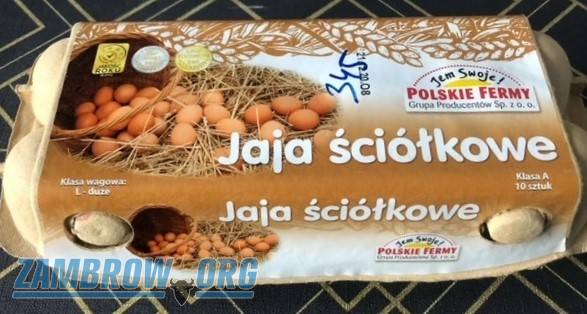 Jem Swoje!
POLSKIE FERMY
Grupa Producentów Sp. z o. o.
Jaja ściółkowe
Klasa wagowa:
L - duże
Klasa A
10 sztuk
Jaja ściółkowe
Jem Swoje!
POLSKIE FERMY
Grupa Producentów Sp. z o. o.
ZAMBROW.ORG